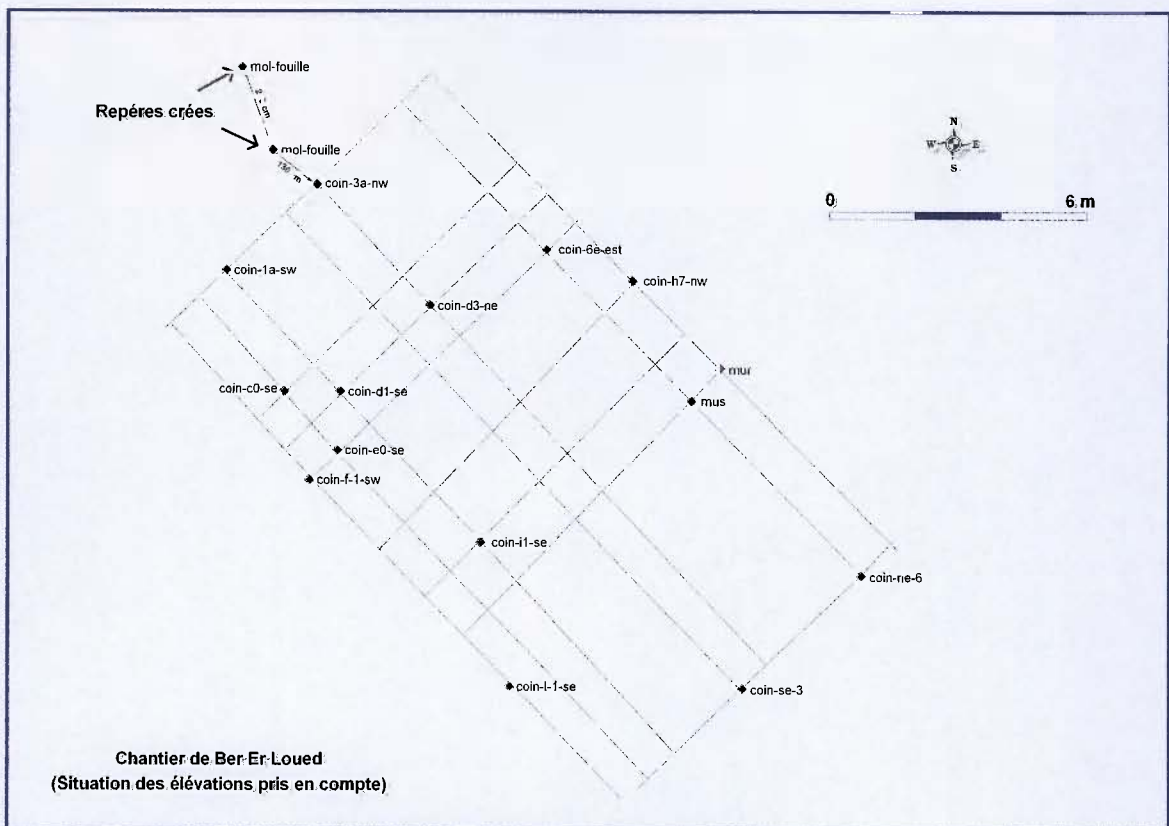 mol-fouille
Repéres crées
mol-fouille
coin-3a-nw
N
W E
S
0 6 m
coin-6e-est
coin-1a-sw
coin-h7-nw
coin-d3-ne
mur
coin-c0-se
coin-d1-se
mus
coin-e0-se
coin-f-1-sw
coin-i1-se
coin-ne-6
coin-l-1-se
coin-se-3
Chantier de Ber Er Loued
(Situation des élévations pris en compte)